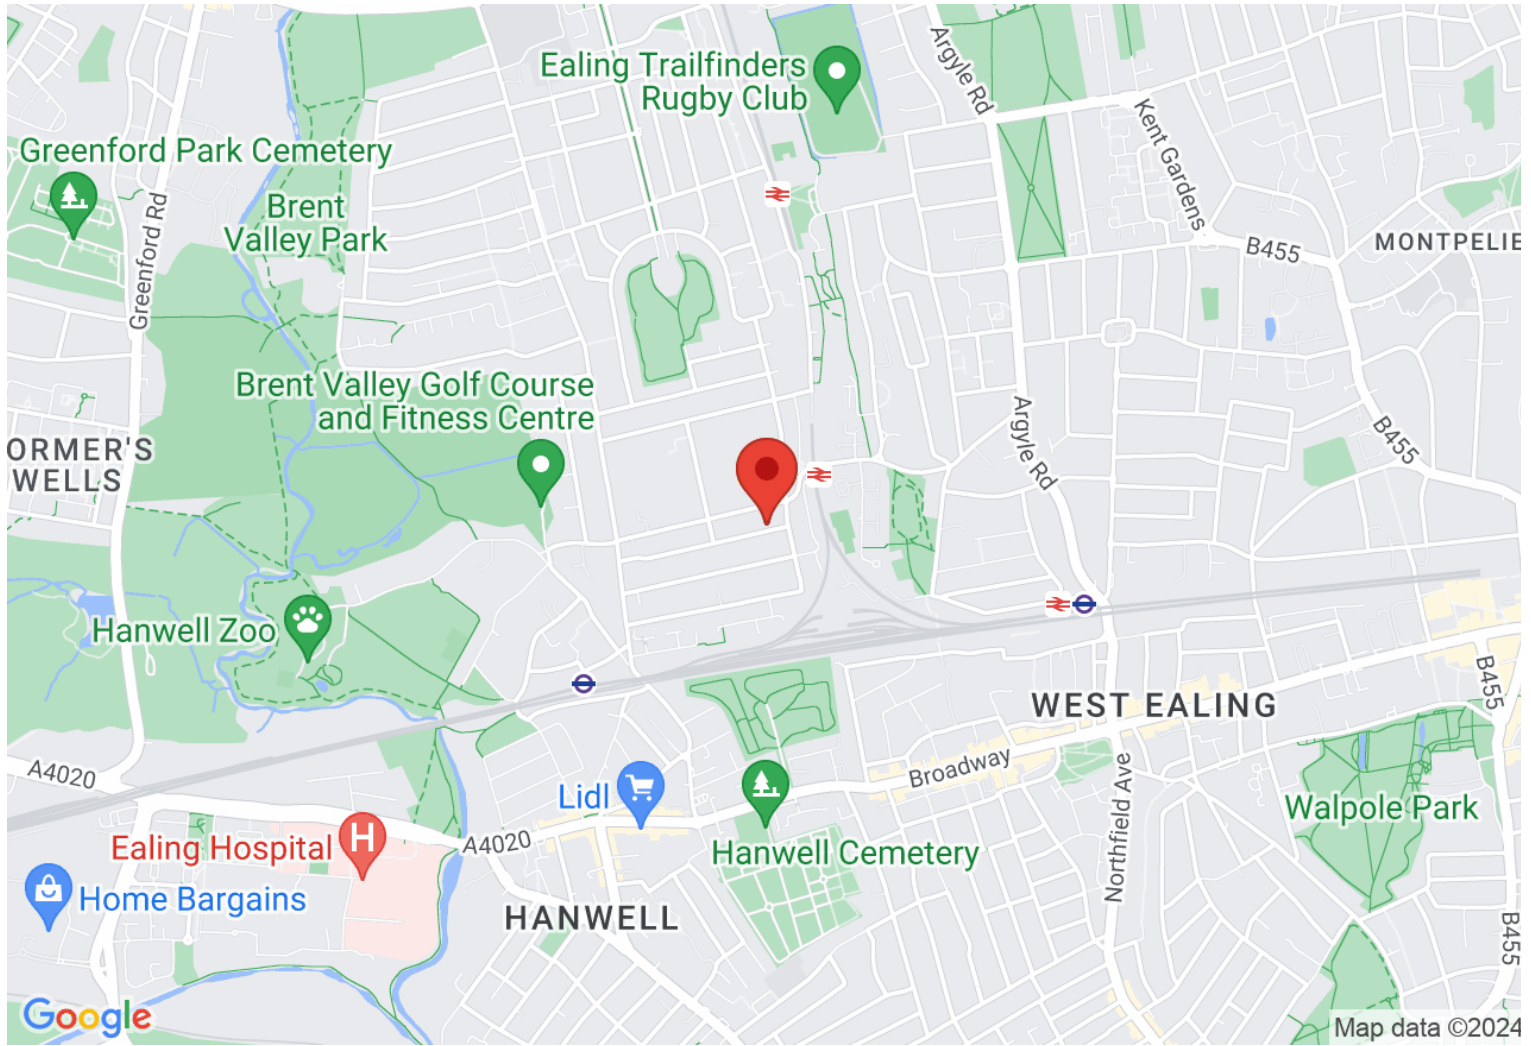 Ealing Trailfinders
Rugby Club
Argyle Rd
Kent Gardens
Greenford Park Cemetery
Greenford Rd
Brent
Valley Park
B455
MONTPELIE
Brent Valley Golf Course
and Fitness Centre
Argyle Rd
B455
ORMER'S
WELLS
Hanwell Zoo
WEST EALING
B455
A4020
Broadway
Lidl
Northfield Ave
Walpole Park
Ealing Hospital
H
A4020
Hanwell Cemetery
Home Bargains
HANWELL
B455
Google
Map data ©2024